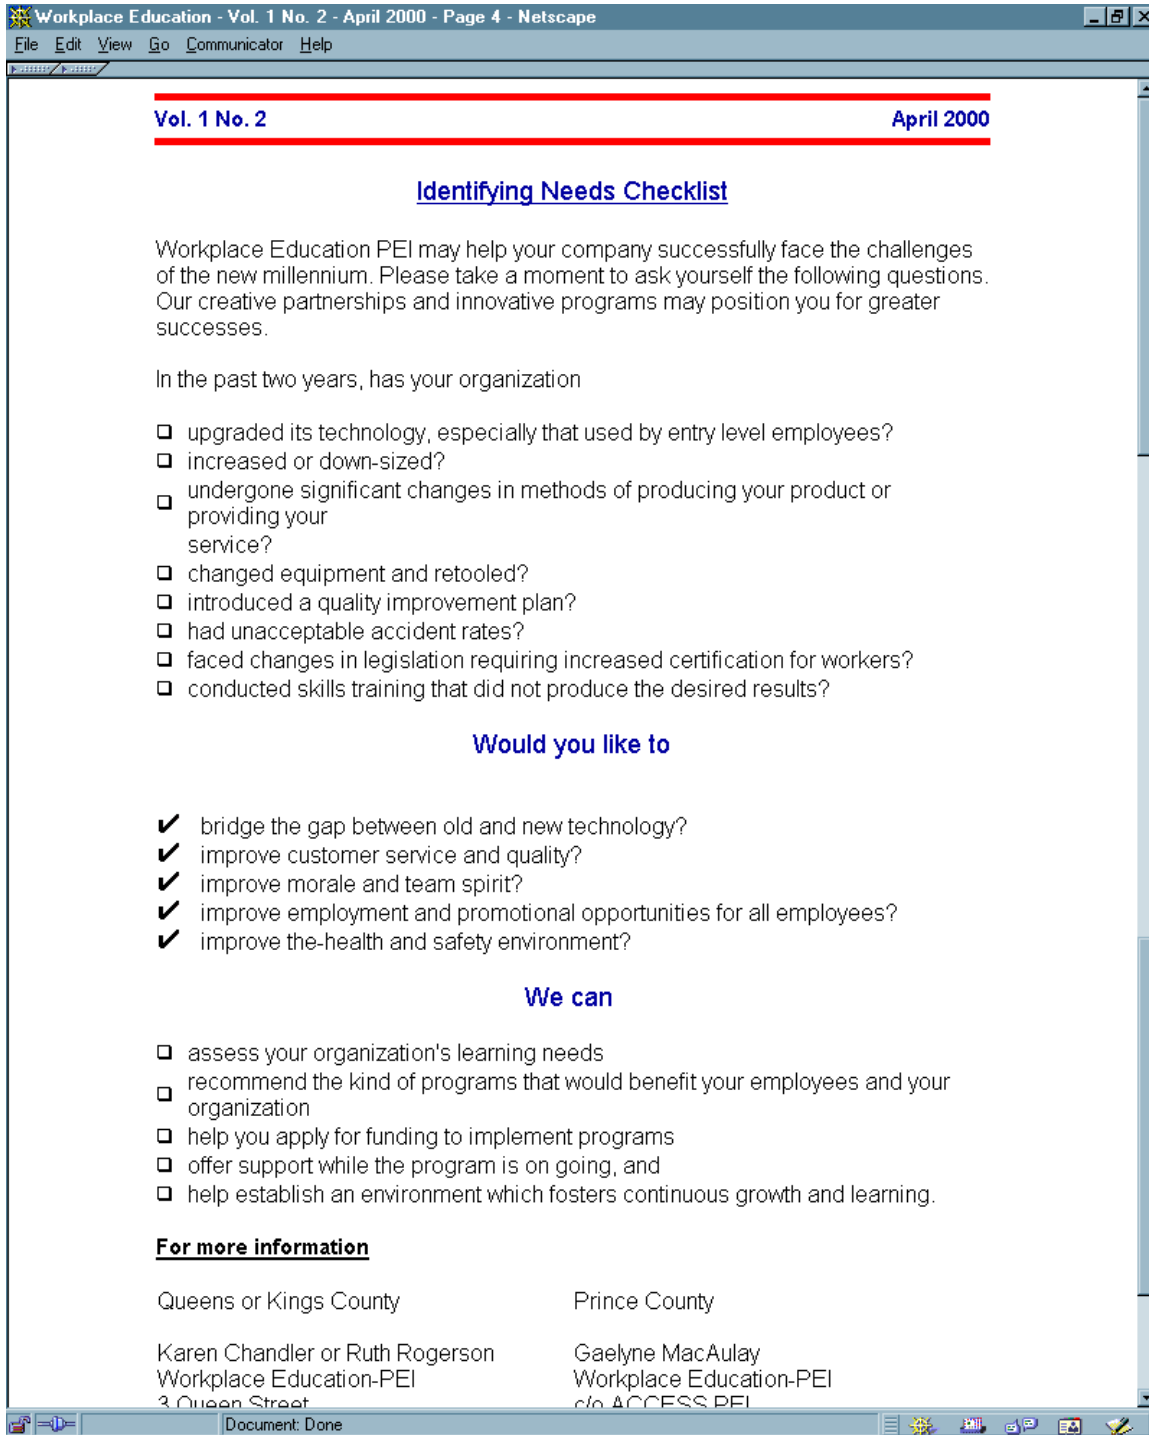 Workplace Education - Vol. 1 No. 2 - April 2000 - Page 4 - Netscape
File Edit View Go Communicator Help
Vol. 1 No. 2 April 2000
Identifying Needs Checklist
Workplace Education PEI may help your company successfully face the challenges
of the new millennium. Please take a moment to ask yourself the following questions.
Our creative partnerships and innovative programs may position you for greater
successes.
In the past two years, has your organization
❑ upgraded its technology, especially that used by entry level employees?
❑ increased or down-sized?
❑ undergone significant changes in methods of producing your product or
providing your
service?
❑ changed equipment and retooled?
❑ introduced a quality improvement plan?
❑ had unacceptable accident rates?
❑ faced changes in legislation requiring increased certification for workers?
❑ conducted skills training that did not produce the desired results?
Would you like to
✔ bridge the gap between old and new technology?
✔ improve customer service and quality?
✔ improve morale and team spirit?
✔ improve employment and promotional opportunities for all employees?
✔ improve the-health and safety environment?
We can
❑ assess your organization's learning needs
❑ recommend the kind of programs that would benefit your employees and your
organization
❑ help you apply for funding to implement programs
❑ offer support while the program is on going, and
❑ help establish an environment which fosters continuous growth and learning.
For more information
Queens or Kings County Prince County
Karen Chandler or Ruth Rogerson Gaelyne MacAulay
Workplace Education-PEI Workplace Education-PEI
3 Queen Street c/o ACCESS PEI
Document: Done